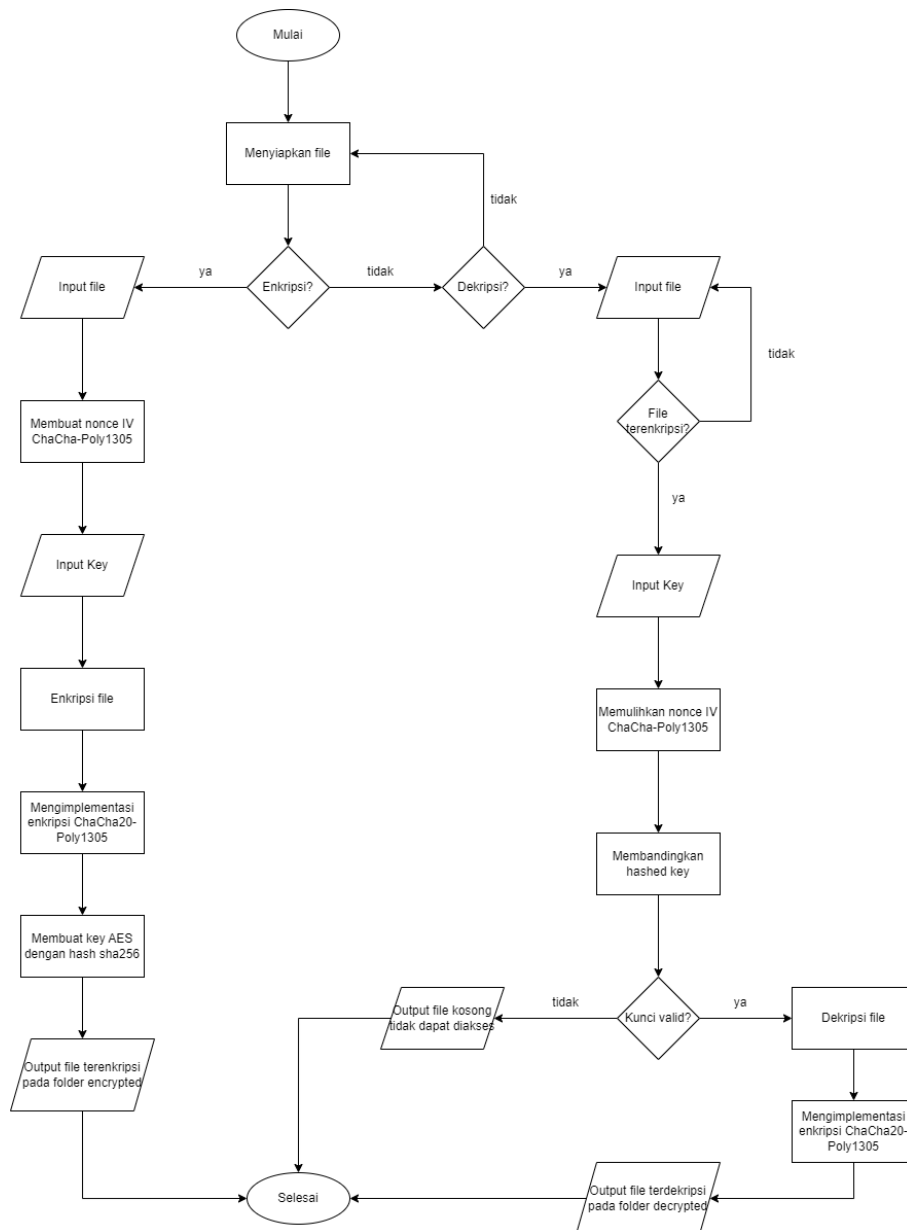 Mulai
Menyiapkan file
tidak
Input file
ya
Enkripsi?
tidak
Dekripsi?
ya
Input file
tidak
File
terenkripsi?
ya
Membuat nonce IV
ChaCha-Poly1305
Input Key
Input Key
Enkripsi file
Memulihkan nonce IV
ChaCha-Poly1305
Mengimplementasi
enkripsi ChaCha20-
Poly1305
Membandingkan
hashed key
Membuat key AES
dengan hash sha256
Output file kosong
tidak dapat diakses
tidak
Kunci valid?
ya
Dekripsi file
Output file terenkripsi
pada folder encrypted
Mengimplementasi
enkripsi ChaCha20-
Poly1305
Selesai
Output file terdekripsi
pada folder decrypted